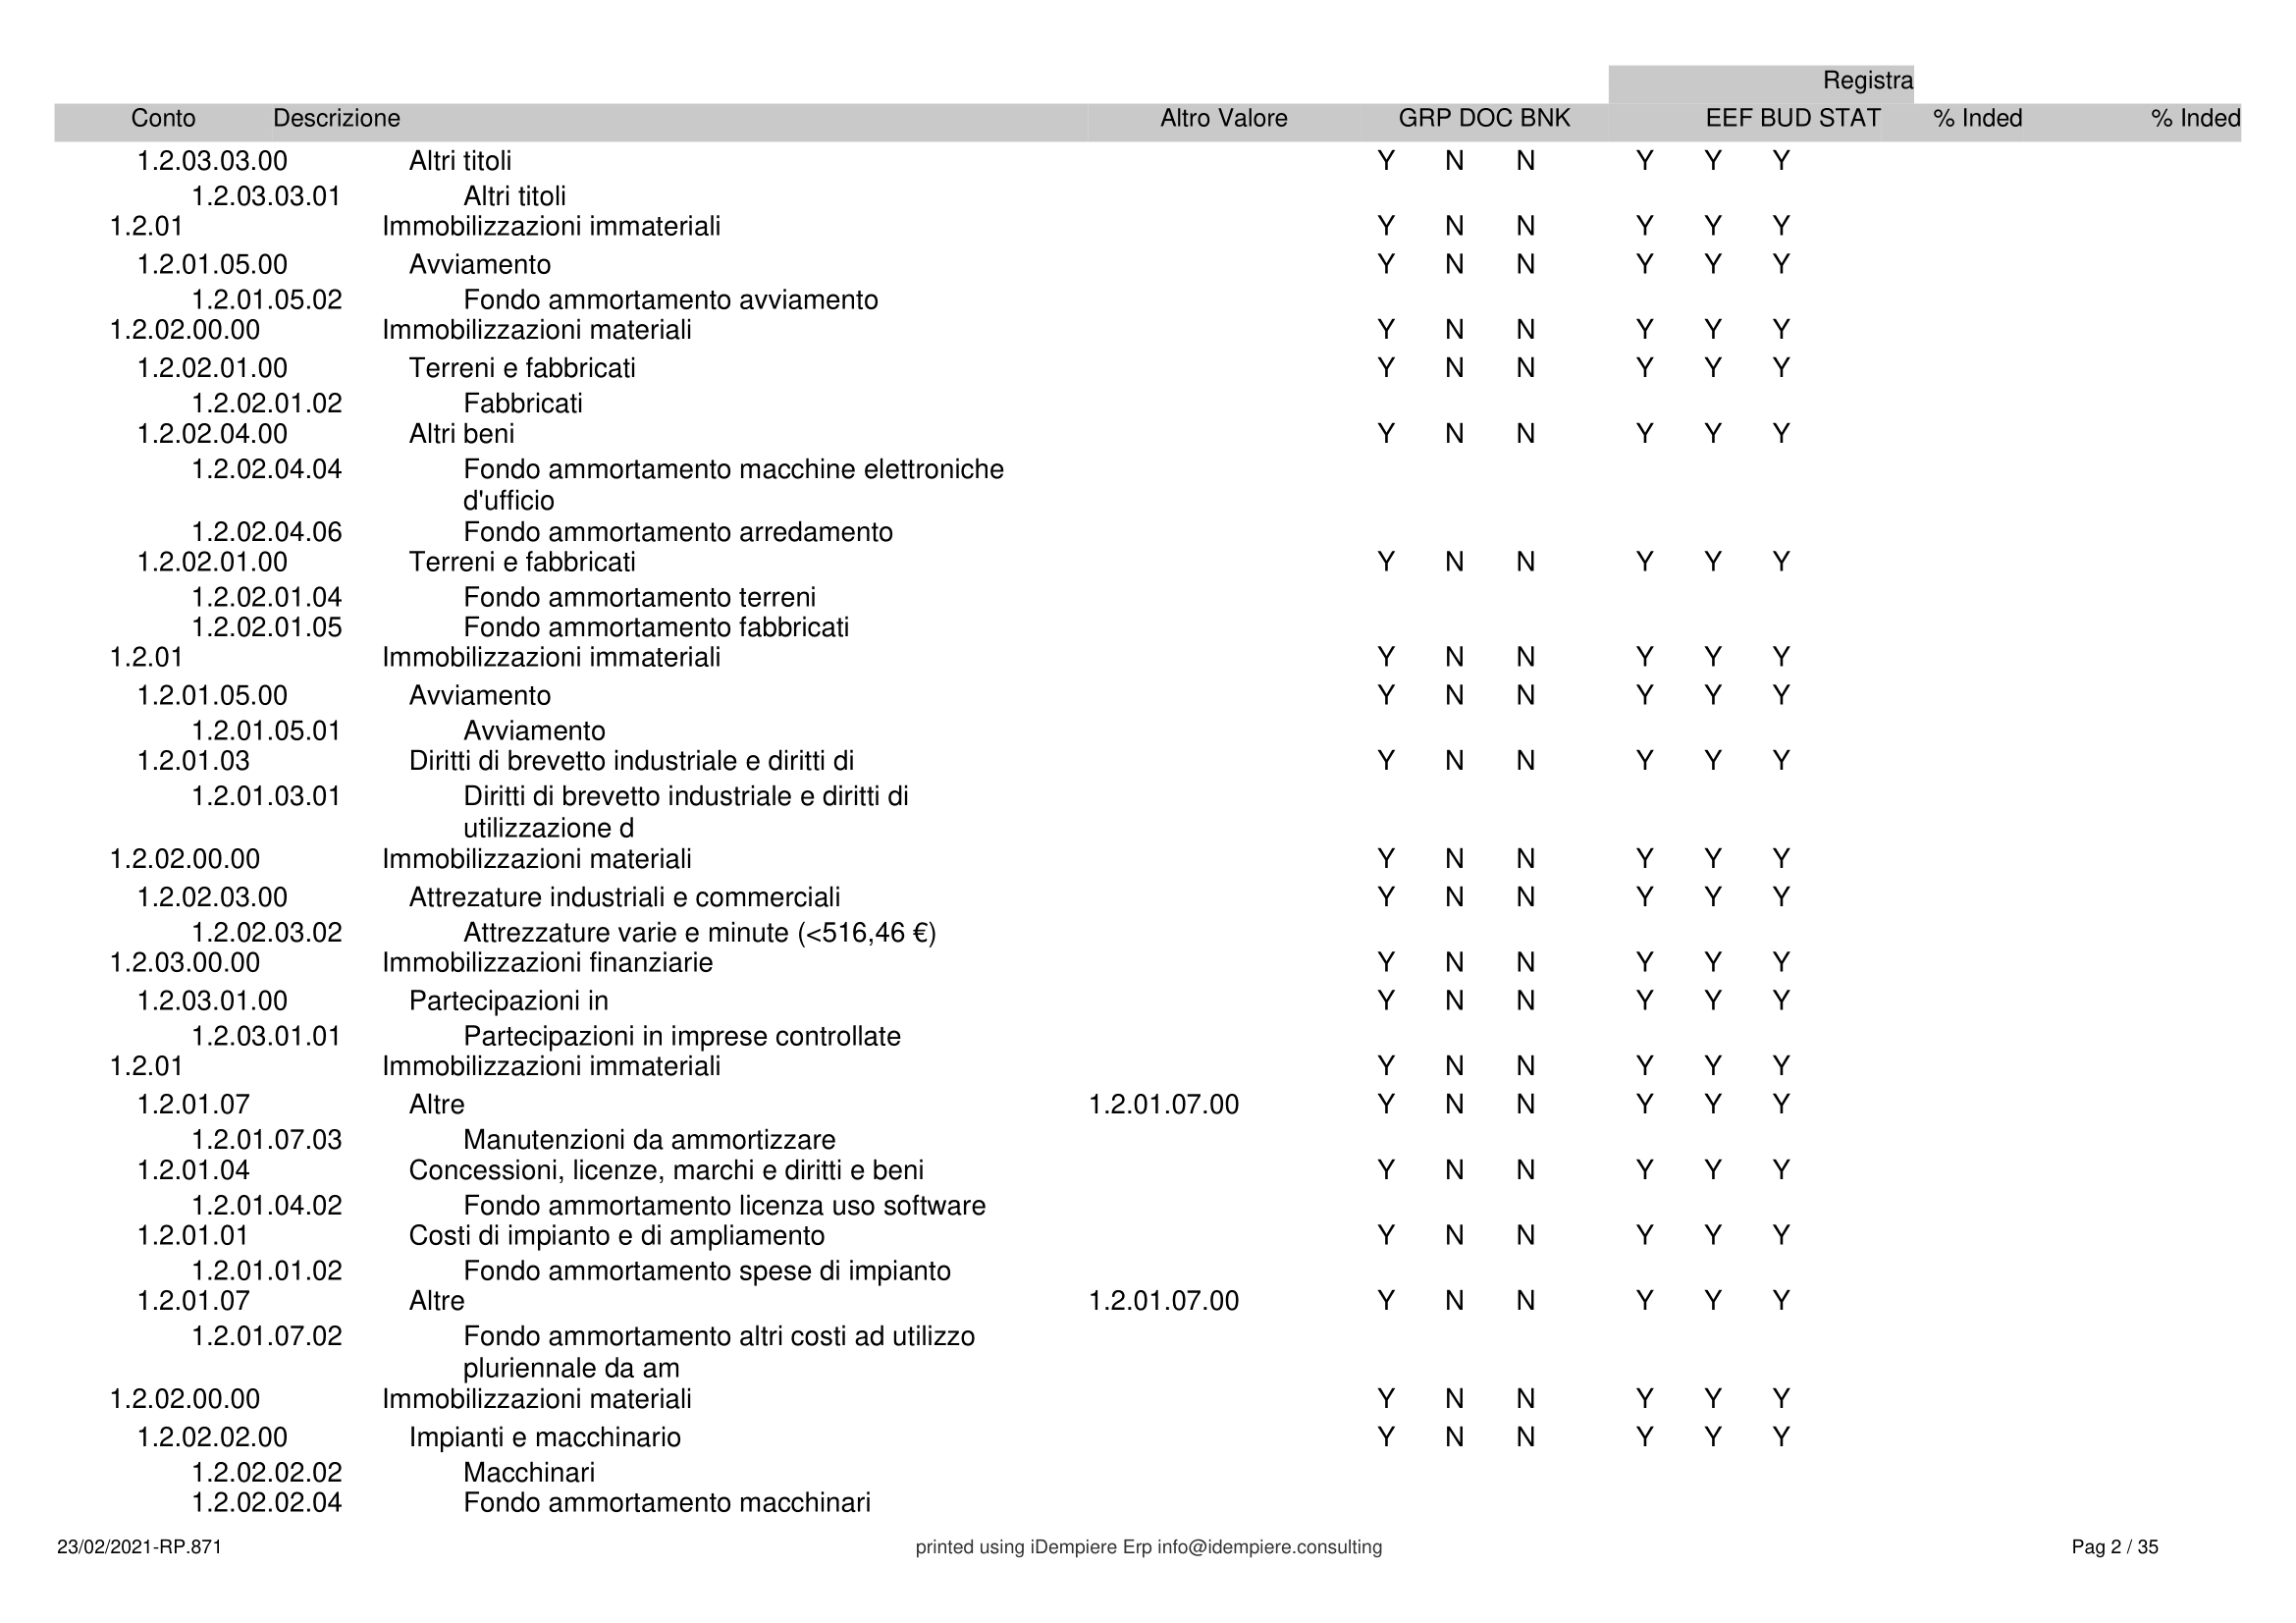 Registra
Conto Descrizione Altro Valore GRP DOC BNK EEF BUD STAT % Inded % Inded
1.2.03.03.00 Altri titoli Y N N Y Y Y
1.2.03.03.01 Altri titoli
1.2.01 Immobilizzazioni immateriali Y N N Y Y Y
1.2.01.05.00 Avviamento Y N N Y Y Y
1.2.01.05.02 Fondo ammortamento avviamento
1.2.02.00.00 Immobilizzazioni materiali Y N N Y Y Y
1.2.02.01.00 Terreni e fabbricati Y N N Y Y Y
1.2.02.01.02 Fabbricati
1.2.02.04.00 Altri beni Y N N Y Y Y
1.2.02.04.04 Fondo ammortamento macchine elettroniche
d'ufficio
1.2.02.04.06 Fondo ammortamento arredamento
1.2.02.01.00 Terreni e fabbricati Y N N Y Y Y
1.2.02.01.04 Fondo ammortamento terreni
1.2.02.01.05 Fondo ammortamento fabbricati
1.2.01 Immobilizzazioni immateriali Y N N Y Y Y
1.2.01.05.00 Avviamento Y N N Y Y Y
1.2.01.05.01 Avviamento
1.2.01.03 Diritti di brevetto industriale e diritti di Y N N Y Y Y
1.2.01.03.01 Diritti di brevetto industriale e diritti di
utilizzazione d
1.2.02.00.00 Immobilizzazioni materiali Y N N Y Y Y
1.2.02.03.00 Attrezature industriali e commerciali Y N N Y Y Y
1.2.02.03.02 Attrezzature varie e minute (<516,46 €)
1.2.03.00.00 Immobilizzazioni finanziarie Y N N Y Y Y
1.2.03.01.00 Partecipazioni in Y N N Y Y Y
1.2.03.01.01 Partecipazioni in imprese controllate
1.2.01 Immobilizzazioni immateriali Y N N Y Y Y
1.2.01.07 Altre 1.2.01.07.00 Y N N Y Y Y
1.2.01.07.03 Manutenzioni da ammortizzare
1.2.01.04 Concessioni, licenze, marchi e diritti e beni Y N N Y Y Y
1.2.01.04.02 Fondo ammortamento licenza uso software
1.2.01.01 Costi di impianto e di ampliamento Y N N Y Y Y
1.2.01.01.02 Fondo ammortamento spese di impianto
1.2.01.07 Altre 1.2.01.07.00 Y N N Y Y Y
1.2.01.07.02 Fondo ammortamento altri costi ad utilizzo
pluriennale da am
1.2.02.00.00 Immobilizzazioni materiali Y N N Y Y Y
1.2.02.02.00 Impianti e macchinario Y N N Y Y Y
1.2.02.02.02 Macchinari
1.2.02.02.04 Fondo ammortamento macchinari
23/02/2021-RP.871 printed using iDempiere Erp info@idempiere.consulting Pag 2 / 35